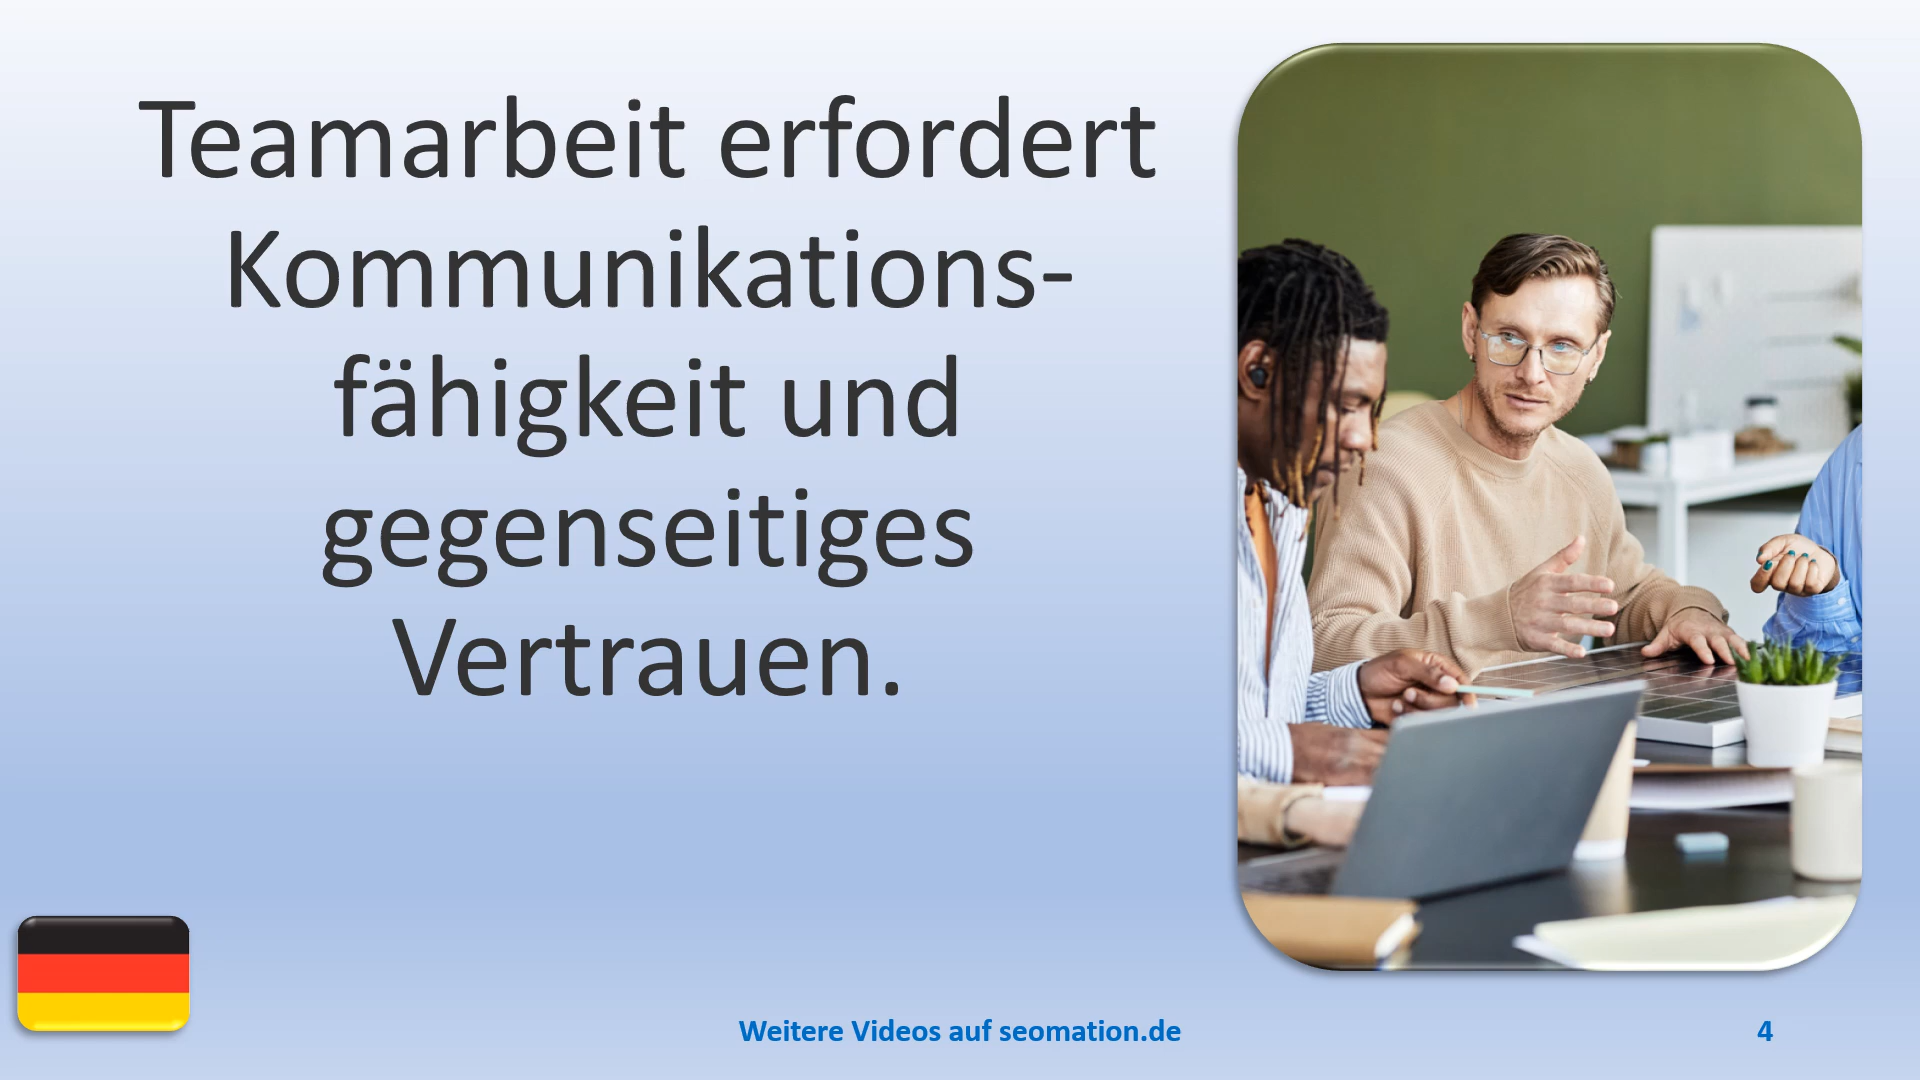 Teamarbeit erfordert
Kommunikations-
fähigkeit und
gegenseitiges
Vertrauen.
Weitere Videos auf seomation.de
4